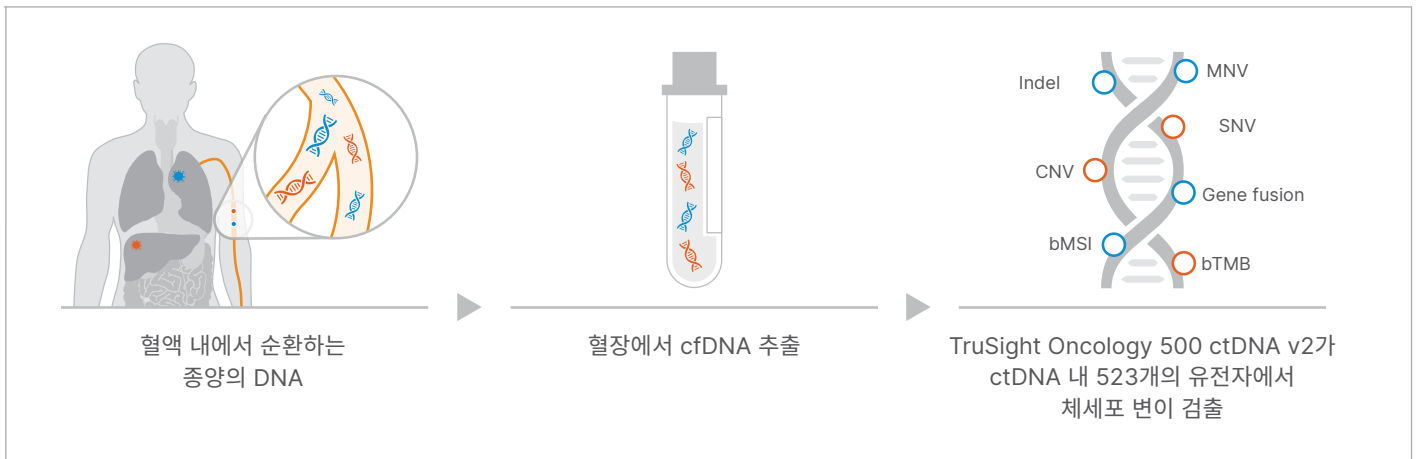 Indel
MNV
SNV
CNV
Gene fusion
bMSI
bTMB
혈액 내에서 순환하는
종양의 DNA
혈장에서 cfDNA 추출
TruSight Oncology 500 ctDNA v2가
ctDNA 내 523개의 유전자에서
체세포 변이 검출